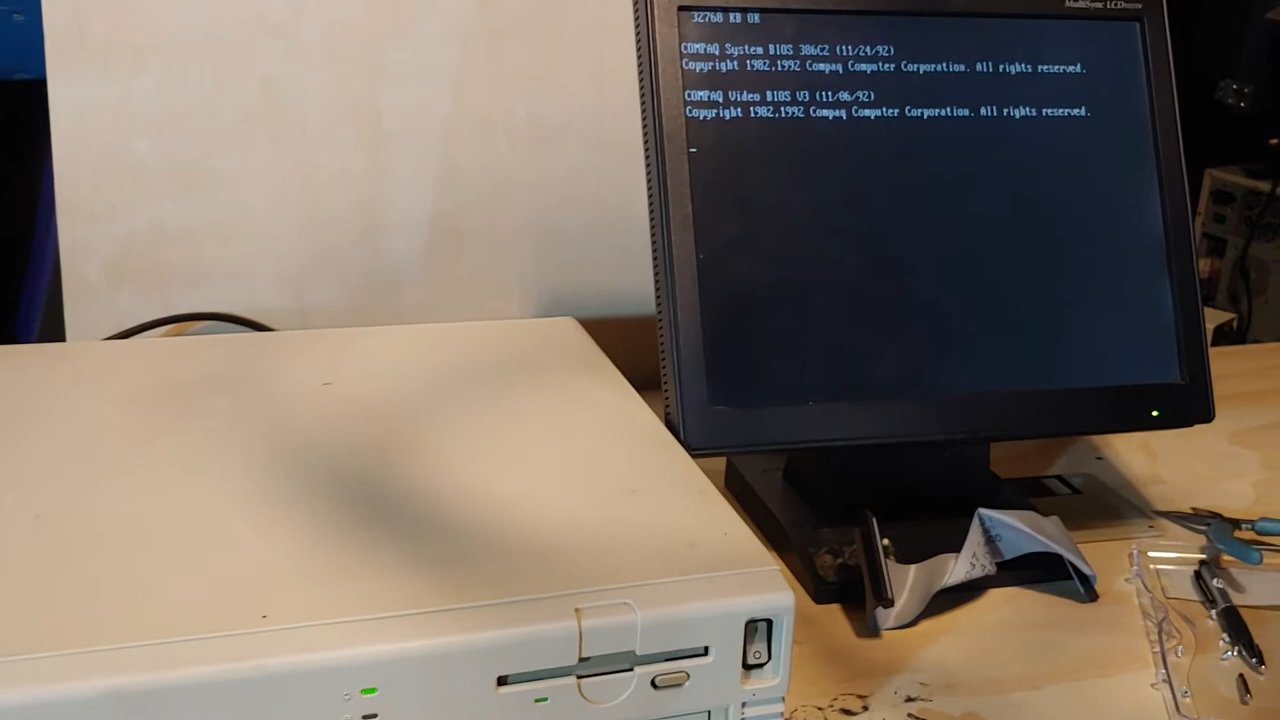 MultiSync LCD
32768 KB OK
COMPAQ System BIOS 386C2 (11/24/92)
Copyright 1982,1992 Compaq Computer Corporation. All rights reserved.
COMPAQ Video BIOS V3 (11/06/92)
Copyright 1982,1992 Compaq Computer Corporation. All rights reserved.